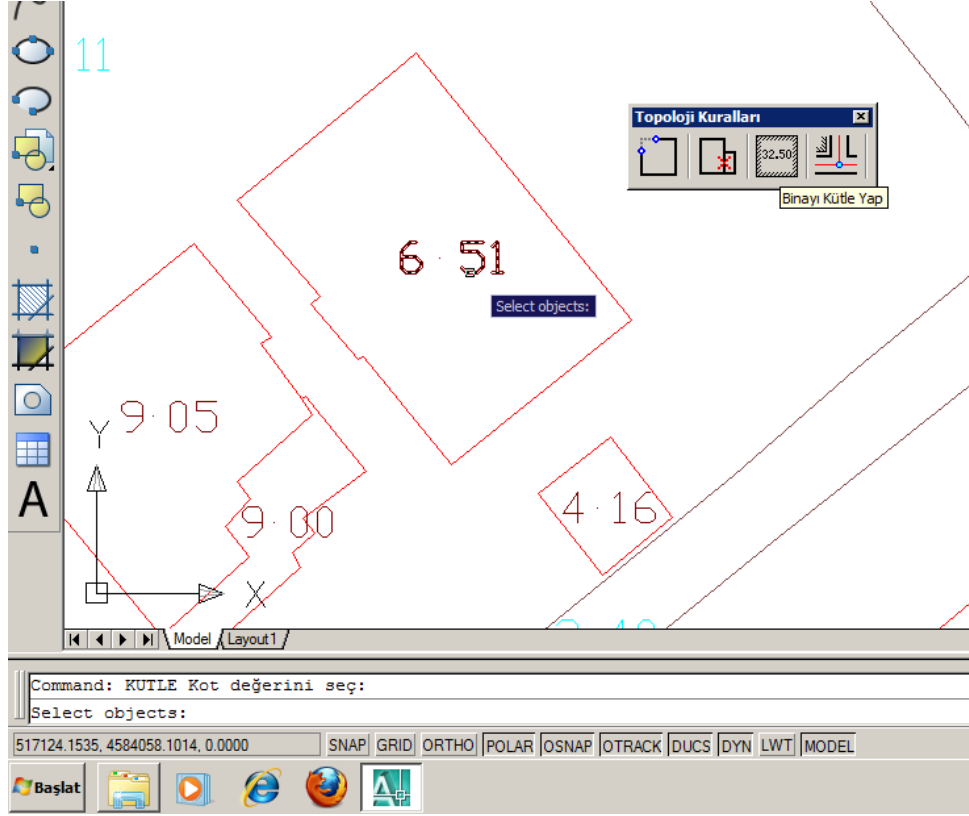 11
Topoloji Kuralları
32.50
Binayı Kütle Yap
6.51
Select objects:
9.05
Y
9.00
4.16
X
A
Model
Layout1
Command: KUTLE Kot değerini seç:
Select objects:
517124.1535, 4584058.1014, 0.0000
SNAP GRID ORTHO POLAR OSNAP OTRACK DUCS DYN LWT MODEL
Başlat